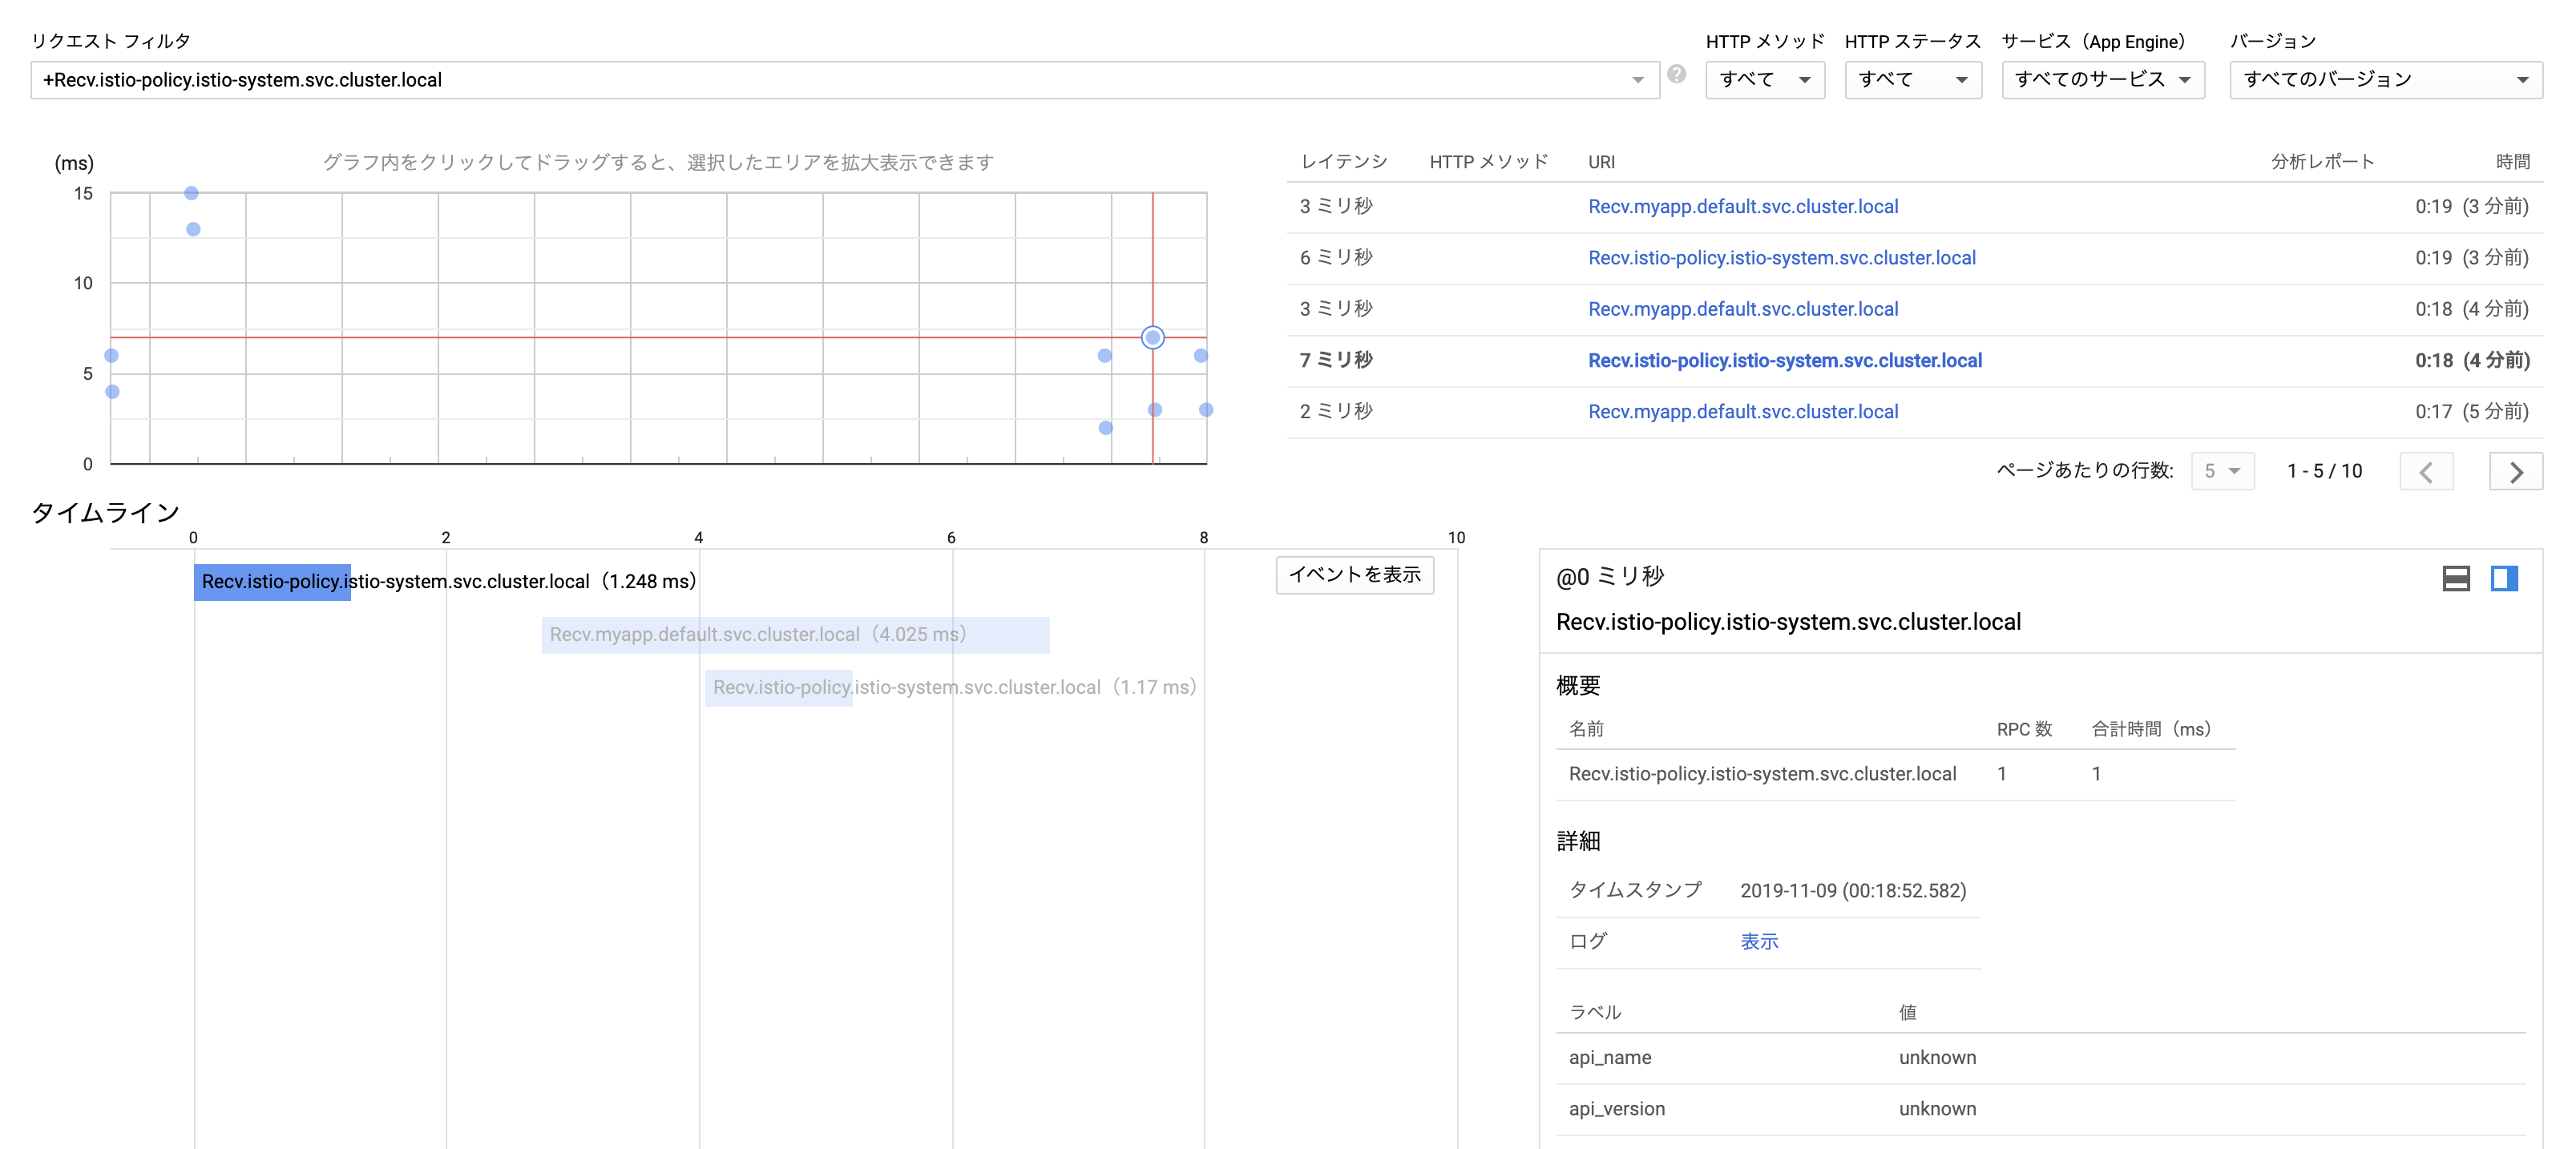 リクエスト フィルタ
HTTP メソッド HTTP ステータス サービス（App Engine） バージョン
+Recv.istio-policy.istio-system.svc.cluster.local
? すべて すべて すべてのサービス すべてのバージョン
(ms) グラフ内をクリックしてドラッグすると、選択したエリアを拡大表示できます
15
10
5
0
レイテンシ HTTP メソッド URI 分析レポート 時間
3 ミリ秒 Recv.myapp.default.svc.cluster.local 0:19 (3 分前)
6 ミリ秒 Recv.istio-policy.istio-system.svc.cluster.local 0:19 (3 分前)
3 ミリ秒 Recv.myapp.default.svc.cluster.local 0:18 (4 分前)
7 ミリ秒 Recv.istio-policy.istio-system.svc.cluster.local 0:18 (4 分前)
2 ミリ秒 Recv.myapp.default.svc.cluster.local 0:17 (5 分前)
ページあたりの行数: 5 1 - 5 / 10
タイムライン
0 2 4 6 8 10
Recv.istio-policy.istio-system.svc.cluster.local（1.248 ms）
イベントを表示
Recv.myapp.default.svc.cluster.local（4.025 ms）
Recv.istio-policy.istio-system.svc.cluster.local（1.17 ms）
@0 ミリ秒
Recv.istio-policy.istio-system.svc.cluster.local
概要
名前 RPC 数 合計時間（ms）
Recv.istio-policy.istio-system.svc.cluster.local 1 1
詳細
タイムスタンプ 2019-11-09 (00:18:52.582)
ログ 表示
ラベル 値
api_name unknown
api_version unknown